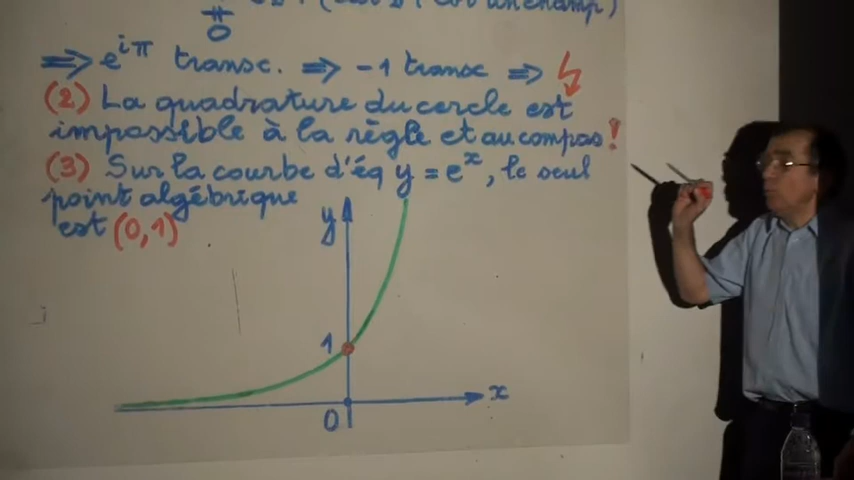 ⇒ e^iπ transc. ⇒ -1 transc ⇒ ↯
(2) La quadrature du cercle est
impossible à la règle et au compas!
(3) Sur la courbe d'éq y = e^x, le seul
point algébrique
est (0,1)
y
1
0
x